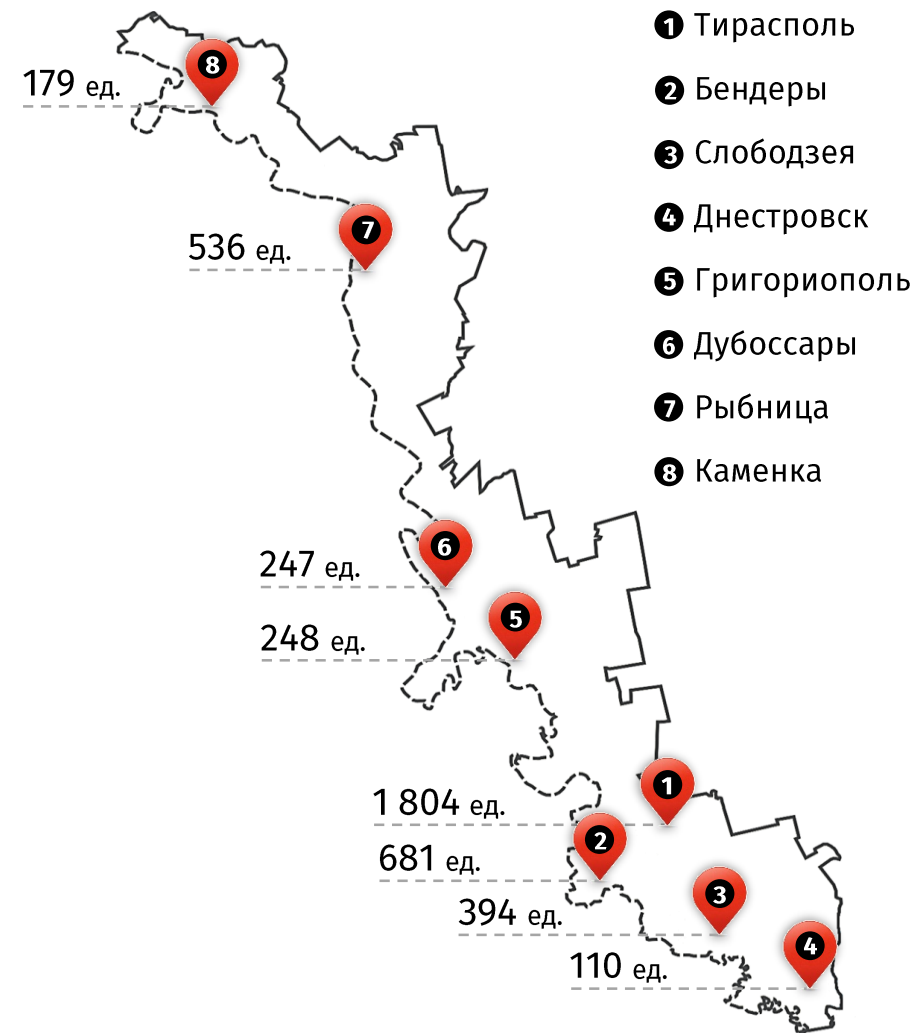 1 Тирасполь
2 Бендеры
3 Слободзея
4 Днестровск
5 Григориополь
6 Дубоссары
7 Рыбница
8 Каменка
8
179 ед.
7
536 ед.
6
247 ед.
5
248 ед.
1
1 804 ед.
2
681 ед.
3
394 ед.
4
110 ед.